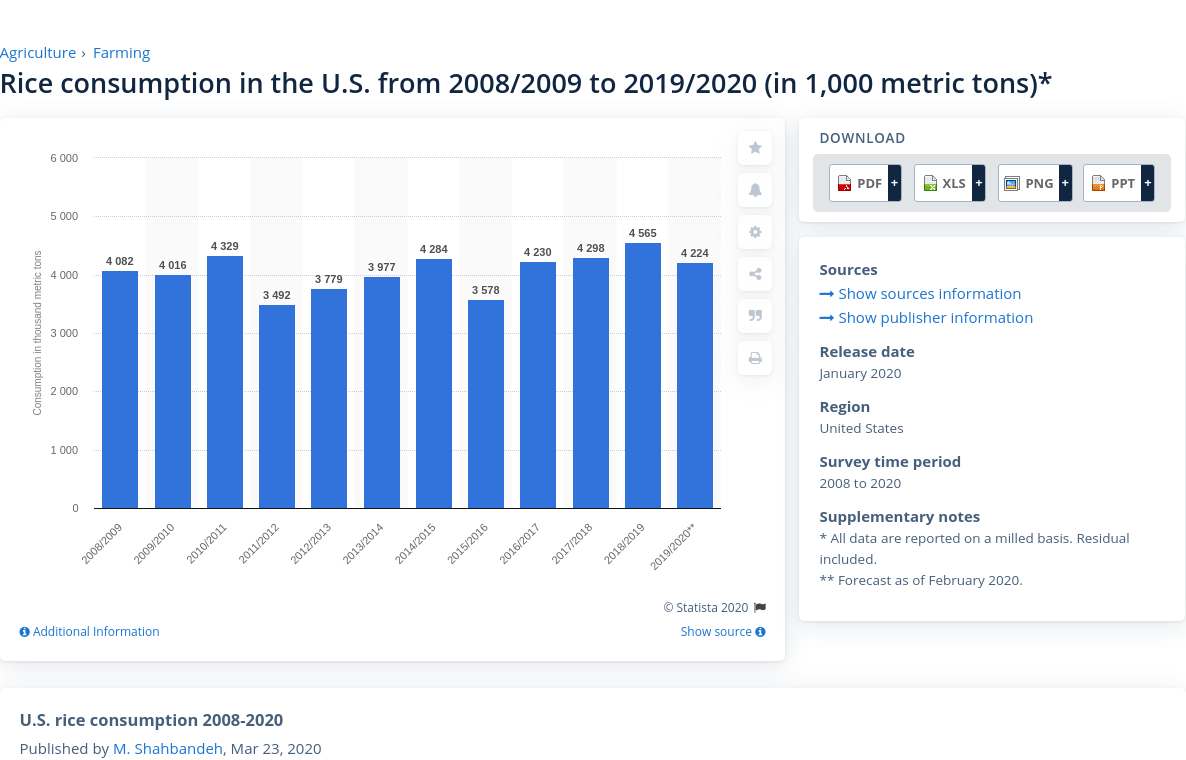 Agriculture › Farming
Rice consumption in the U.S. from 2008/2009 to 2019/2020 (in 1,000 metric tons)*
Consumption in thousand metric tons
6 000
5 000
4 000
3 000
2 000
1 000
0
4 082
4 016
4 329
3 492
3 779
3 977
4 284
3 578
4 230
4 298
4 565
4 224
2008/2009
2009/2010
2010/2011
2011/2012
2012/2013
2013/2014
2014/2015
2015/2016
2016/2017
2017/2018
2018/2019
2019/2020**
© Statista 2020
Additional Information
Show source
DOWNLOAD
PDF + XLS + PNG + PPT +
Sources
Show sources information
Show publisher information
Release date
January 2020
Region
United States
Survey time period
2008 to 2020
Supplementary notes
* All data are reported on a milled basis. Residual
included.
** Forecast as of February 2020.
U.S. rice consumption 2008-2020
Published by M. Shahbandeh, Mar 23, 2020